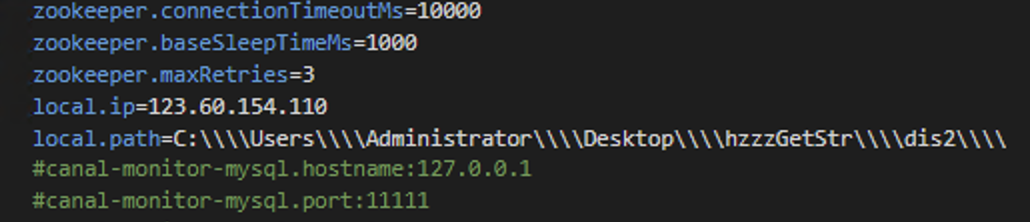 zookeeper.connectionTimeoutMs=10000
zookeeper.baseSleepTimeMs=1000
zookeeper.maxRetries=3
local.ip=123.60.154.110
local.path=C:\\\\Users\\\\Administrator\\\\Desktop\\\\hzzzGetStr\\\\dis2\\\\
#canal-monitor-mysql.hostname:127.0.0.1
#canal-monitor-mysql.port:11111